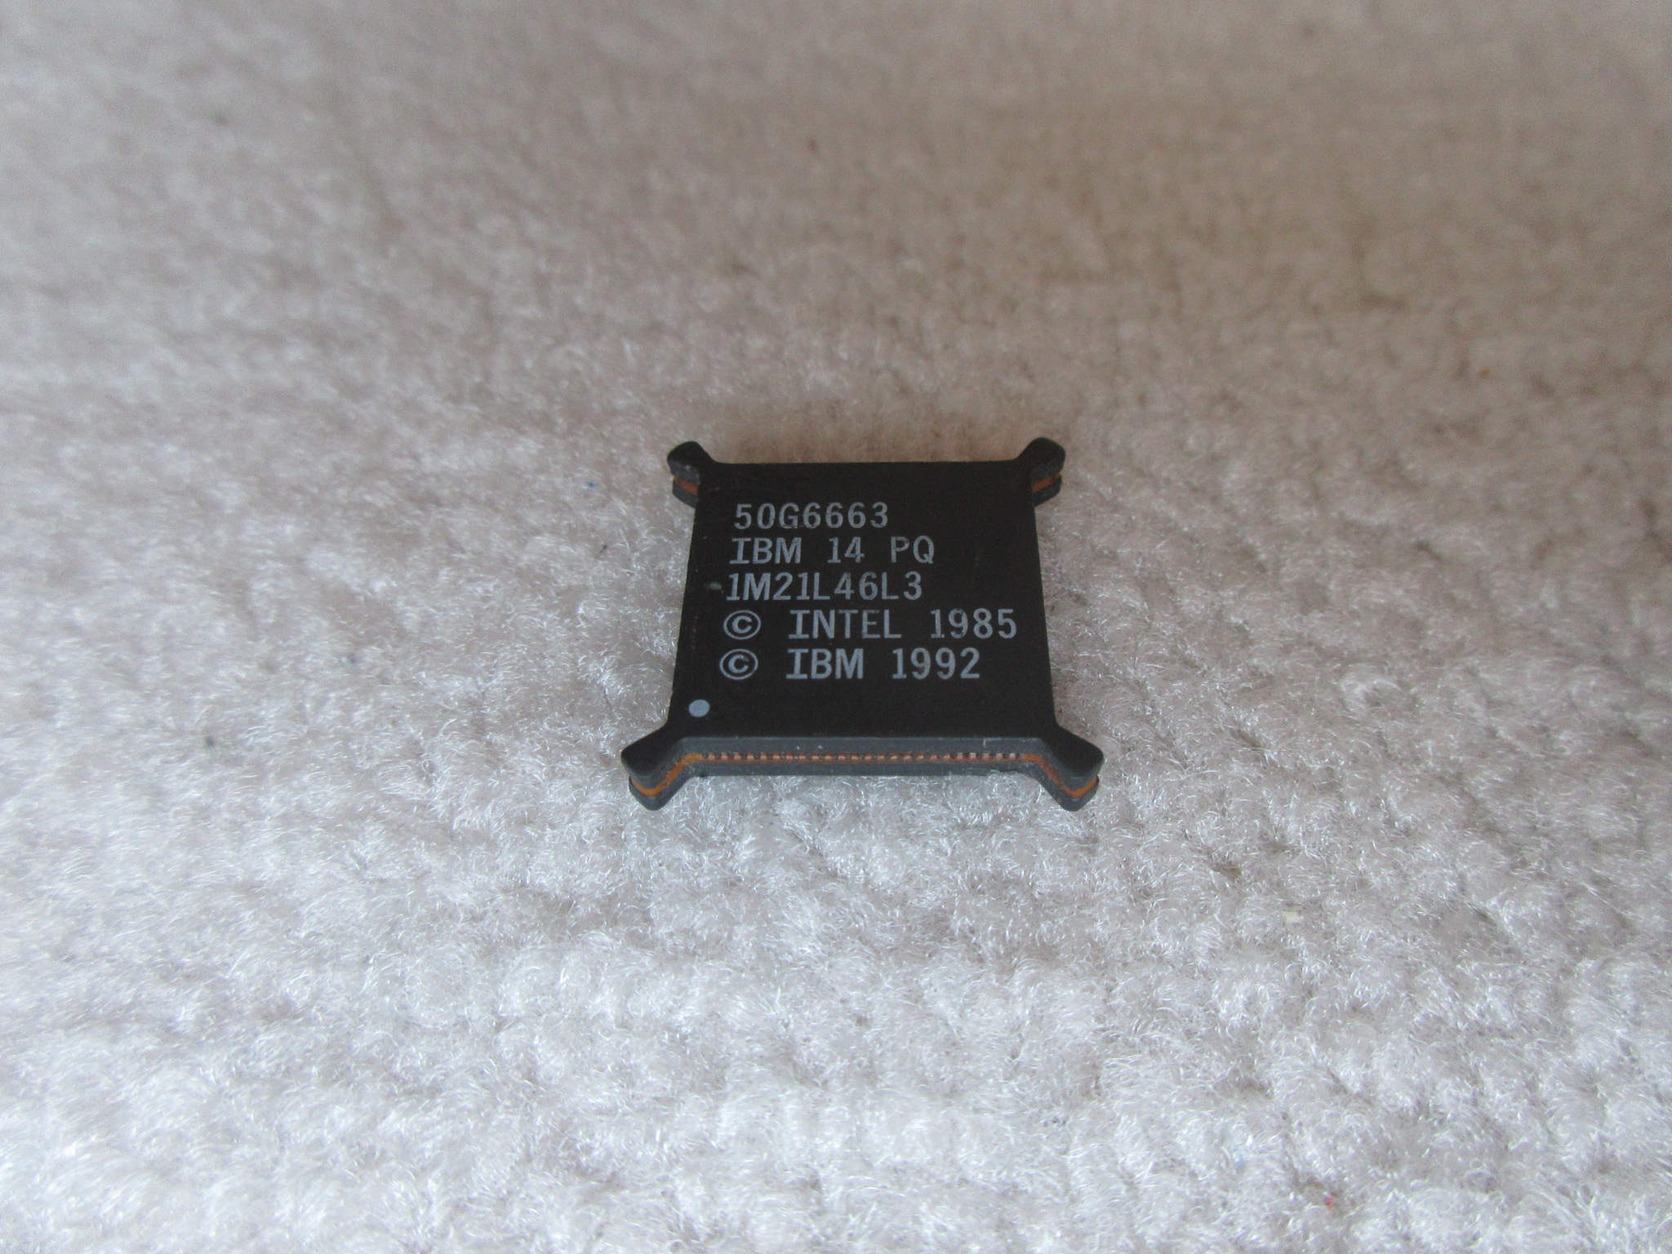 50G6663
IBM 14 PQ
1M21L46L3
© INTEL 1985
© IBM 1992